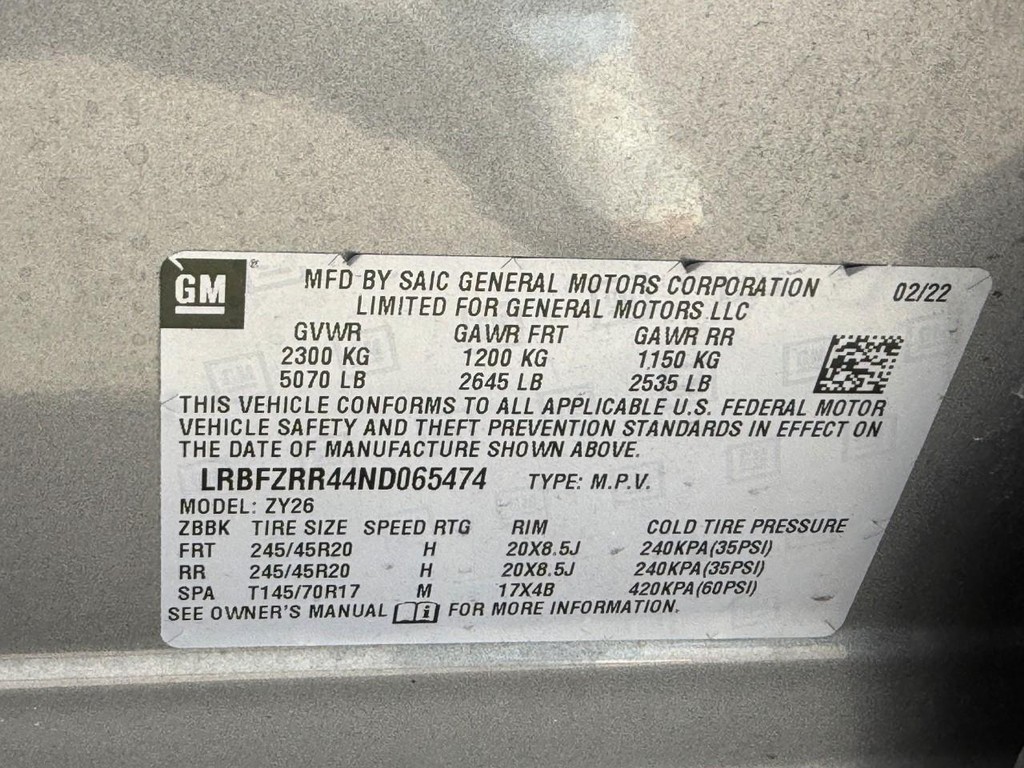 GM
MFD BY SAIC GENERAL MOTORS CORPORATION 02/22
LIMITED FOR GENERAL MOTORS LLC
GVWR GAWR FRT GAWR RR
2300 KG 1200 KG 1150 KG
5070 LB 2645 LB 2535 LB
THIS VEHICLE CONFORMS TO ALL APPLICABLE U.S. FEDERAL MOTOR
VEHICLE SAFETY AND THEFT PREVENTION STANDARDS IN EFFECT ON
THE DATE OF MANUFACTURE SHOWN ABOVE.
LRBFZRR44ND065474 TYPE: M.P.V.
MODEL: ZY26
ZBBK TIRE SIZE SPEED RTG RIM COLD TIRE PRESSURE
FRT 245/45R20 H 20X8.5J 240KPA(35PSI)
RR 245/45R20 H 20X8.5J 240KPA(35PSI)
SPA T145/70R17 M 17X4B 420KPA(60PSI)
SEE OWNER'S MANUAL FOR MORE INFORMATION.